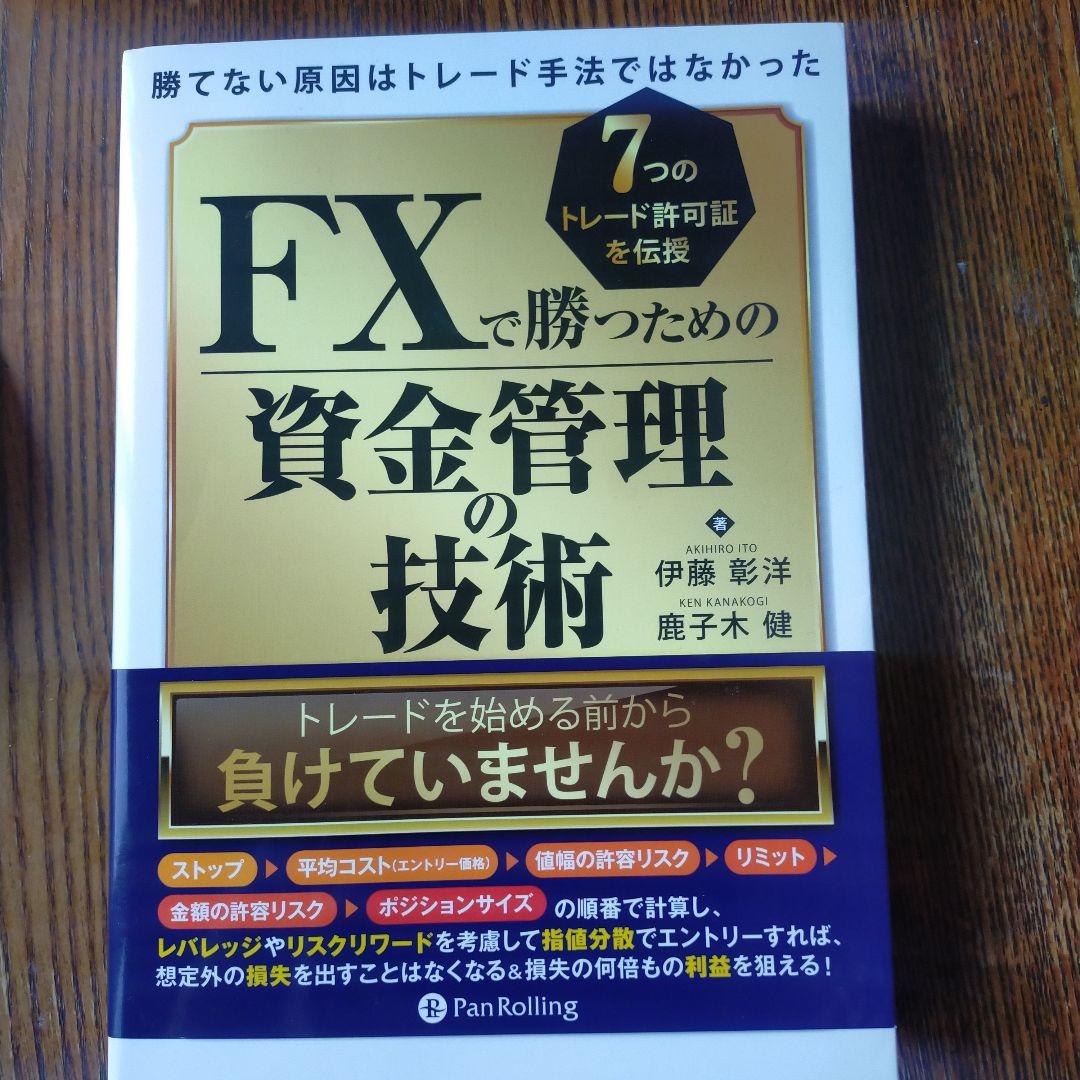 勝てない原因はトレード手法ではなかった
7つの
トレード許可証
を伝授
FXで勝つための
資金管理
の
技術
著
AKIHIRO ITO
伊藤 彰洋
KEN KANAKOGI
鹿子木 健
トレードを始める前から
負けていませんか?
ストップ ▶ 平均コスト(エントリー価格) ▶ 値幅の許容リスク ▶ リミット ▶
金額の許容リスク ▶ ポジションサイズ の順番で計算し、
レバレッジやリスクリワードを考慮して指値分散でエントリーすれば、
想定外の損失を出すことはなくなる&損失の何倍もの利益を狙える!
PanRolling